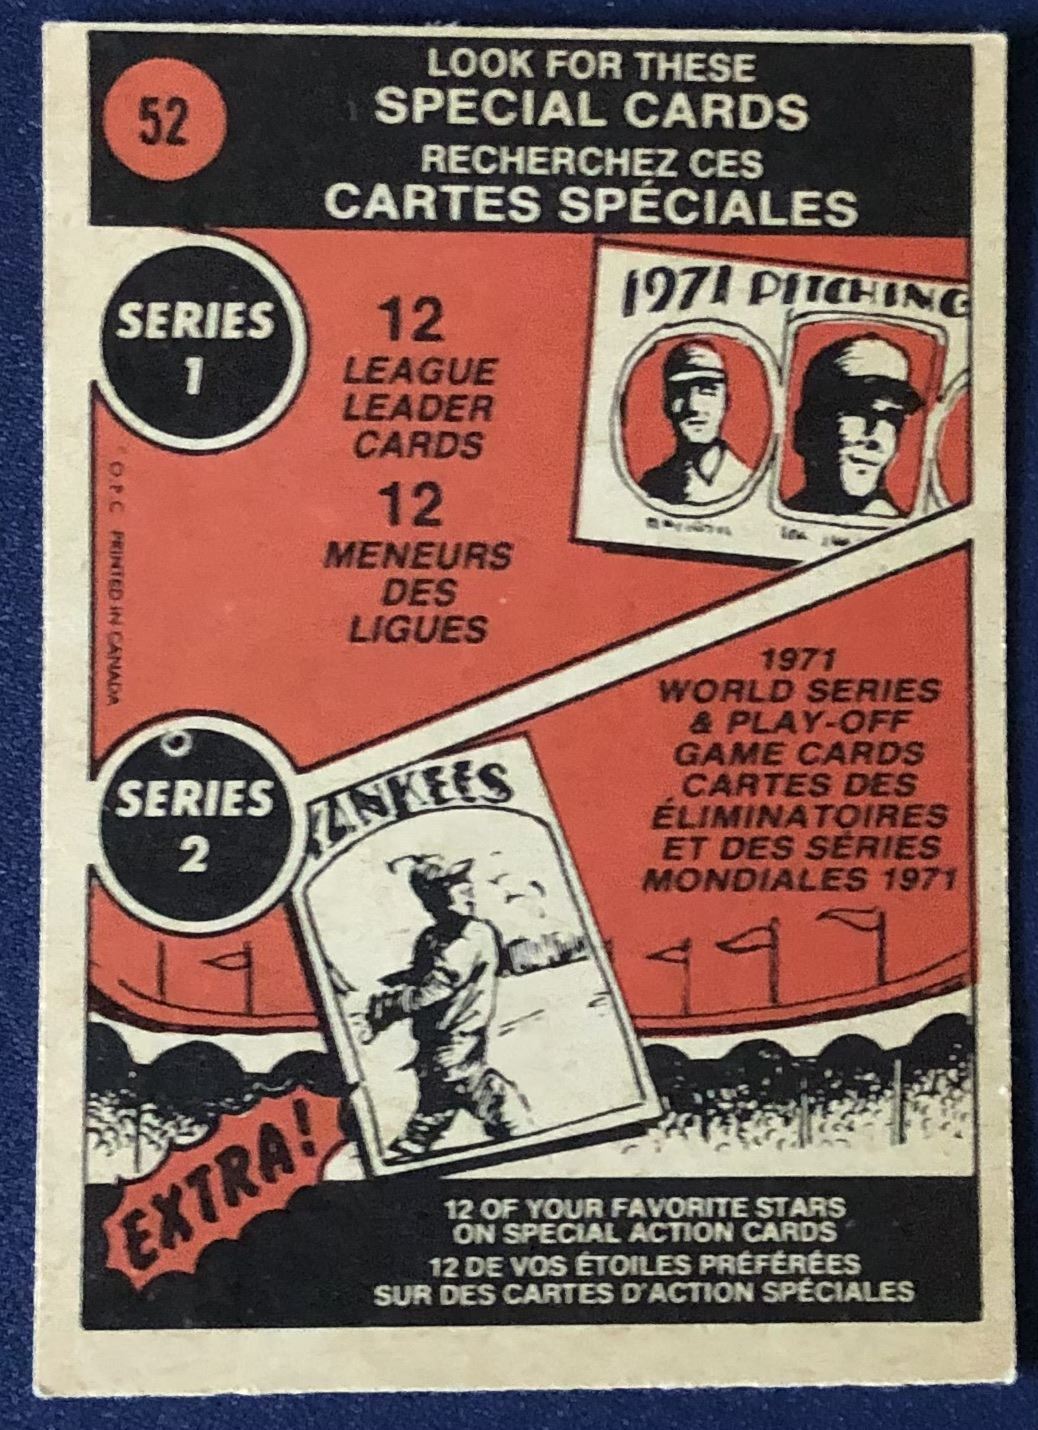 52
LOOK FOR THESE
SPECIAL CARDS
RECHERCHEZ CES
CARTES SPÉCIALES
SERIES
1
12
LEAGUE
LEADER
CARDS
12
MENEURS
DES
LIGUES
1971 PITCHING
O.P.C. PRINTED IN CANADA
SERIES
2
1971
WORLD SERIES
& PLAY-OFF
GAME CARDS
CARTES DES
ÉLIMINATOIRES
ET DES SÉRIES
MONDIALES 1971
YANKEES
EXTRA!
12 OF YOUR FAVORITE STARS
ON SPECIAL ACTION CARDS
12 DE VOS ÉTOILES PRÉFÉRÉES
SUR DES CARTES D'ACTION SPÉCIALES